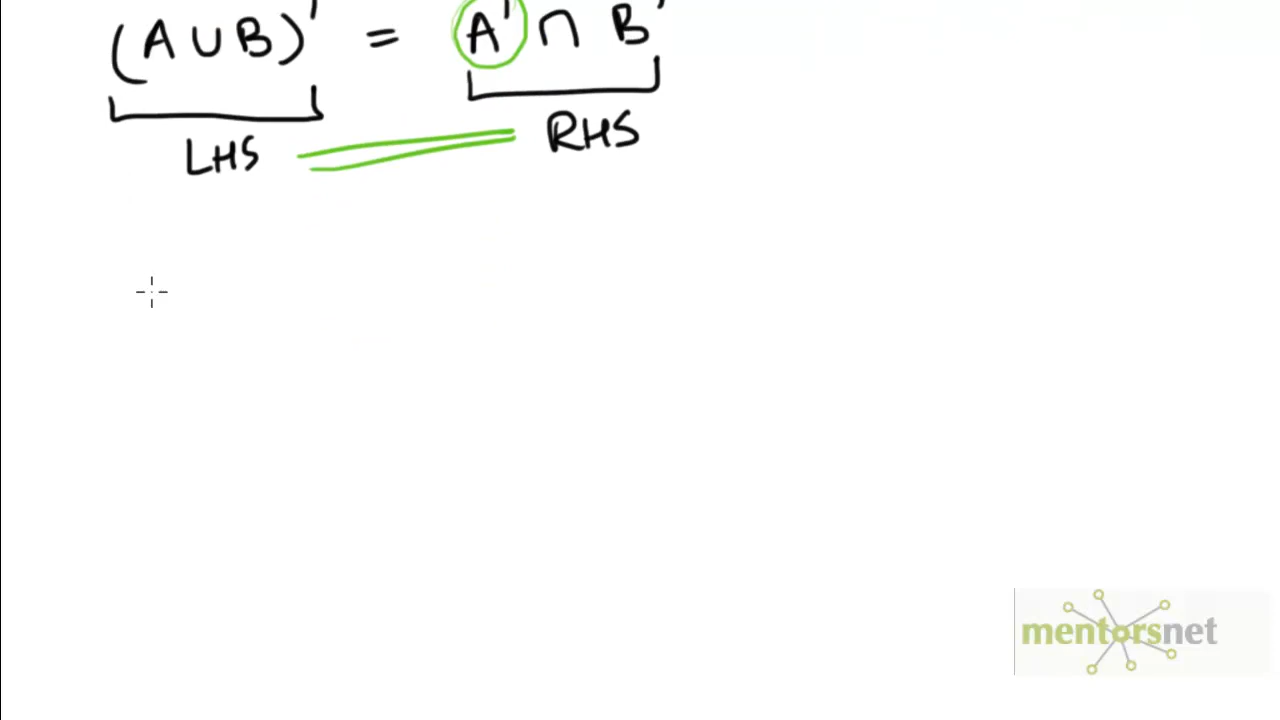 (A ∪ B)' = A' ∩ B'
LHS RHS
mentorsnet